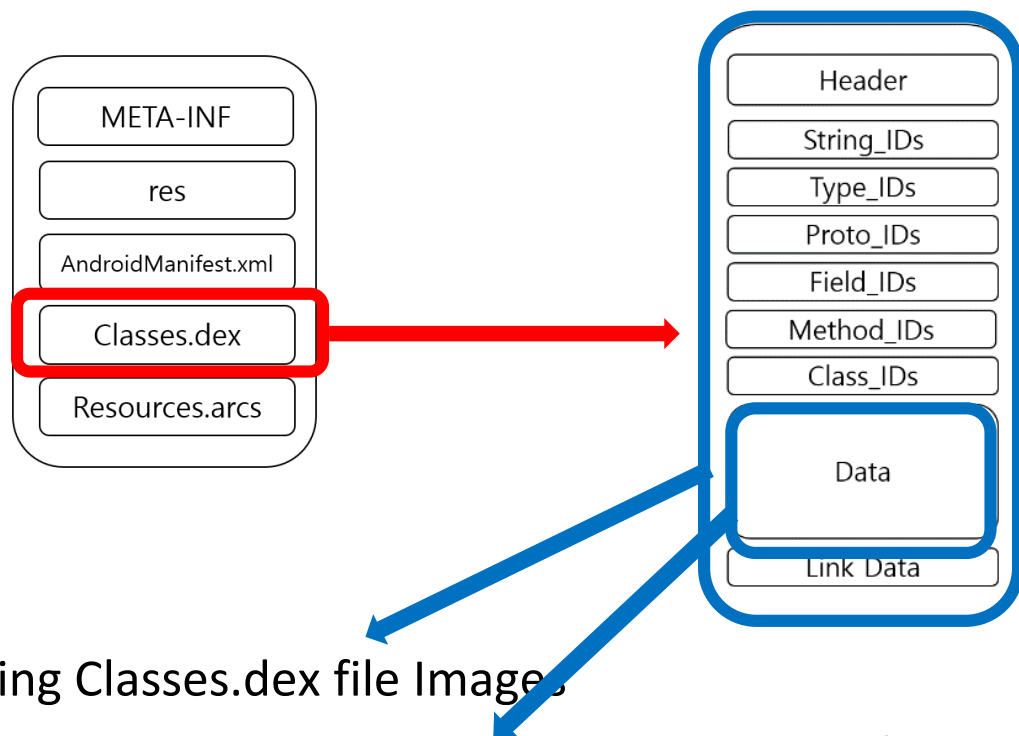 META-INF
res
AndroidManifest.xml
Classes.dex
Resources.arcs
Header
String_IDs
Type_IDs
Proto_IDs
Field_IDs
Method_IDs
Class_IDs
Data
Link Data
ing Classes.dex file Images